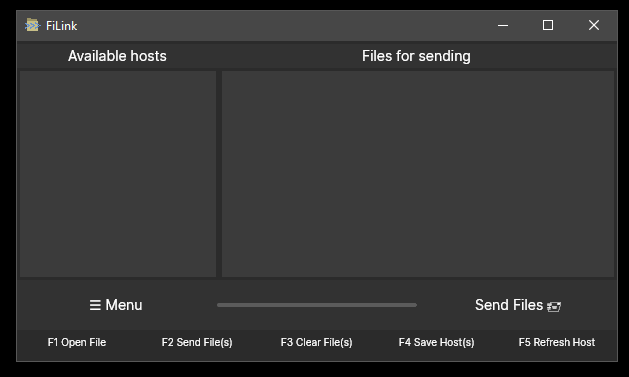 FiLink
Available hosts Files for sending
☰ Menu Send Files
F1 Open File F2 Send File(s) F3 Clear File(s) F4 Save Host(s) F5 Refresh Host